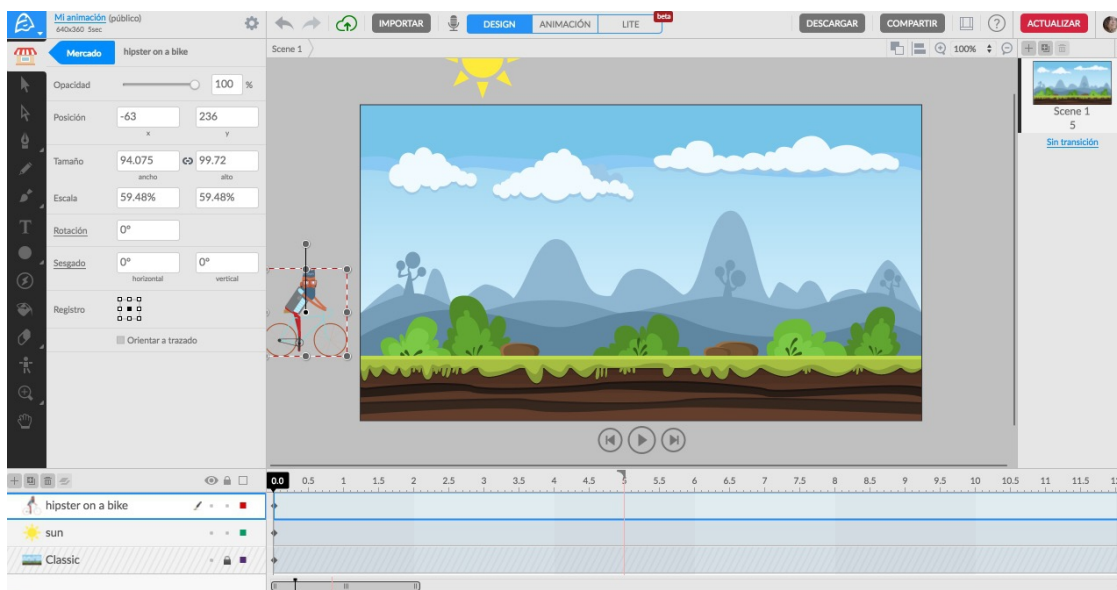 Mi animación (público)
640x360 5sec
IMPORTAR
DESIGN
ANIMACIÓN
LITE
beta
DESCARGAR
COMPARTIR
?
ACTUALIZAR
Mercado
hipster on a bike
Scene 1
100%
Opacidad
100 %
Posición
-63
236
x
y
Tamaño
94.075
99.72
ancho
alto
Escala
59.48%
59.48%
Rotación
0°
Sesgado
0°
0°
horizontal
vertical
Registro
Orientar a trazado
T
Scene 1
5
Sin transición
0.0 0.5 1 1.5 2 2.5 3 3.5 4 4.5 5 5.5 6 6.5 7 7.5 8 8.5 9 9.5 10 10.5 11 11.5
hipster on a bike
sun
Classic